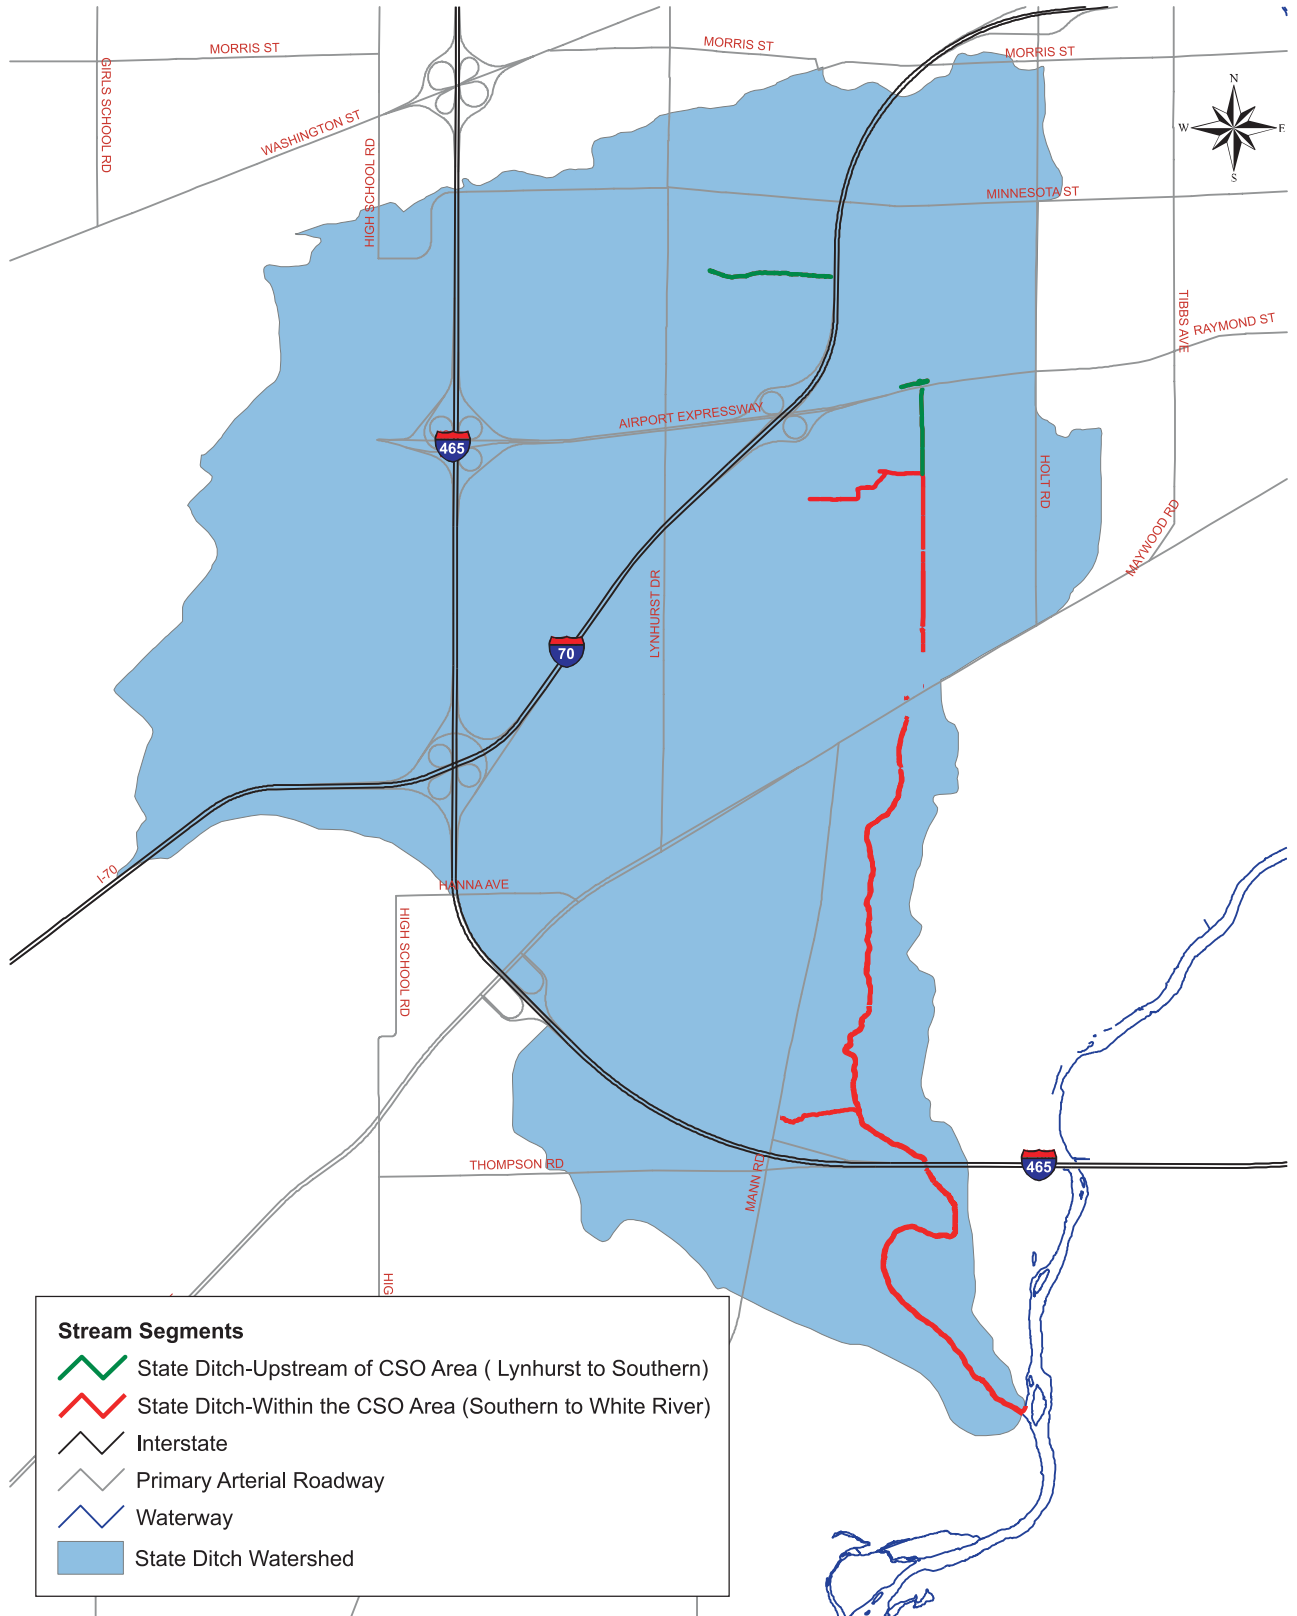 MORRIS ST
MORRIS ST
MORRIS ST
GIRLS SCHOOL RD
WASHINGTON ST
HIGH SCHOOL RD
N
W
E
S
MINNESOTA ST
TIBBS AVE
RAYMOND ST
AIRPORT EXPRESSWAY
465
HOLT RD
MAYWOOD RD
LYNHURST DR
70
I-70
HANNA AVE
HIGH SCHOOL RD
THOMPSON RD
MANN RD
465
HIG
Stream Segments
State Ditch-Upstream of CSO Area ( Lynhurst to Southern)
State Ditch-Within the CSO Area (Southern to White River)
Interstate
Primary Arterial Roadway
Waterway
State Ditch Watershed